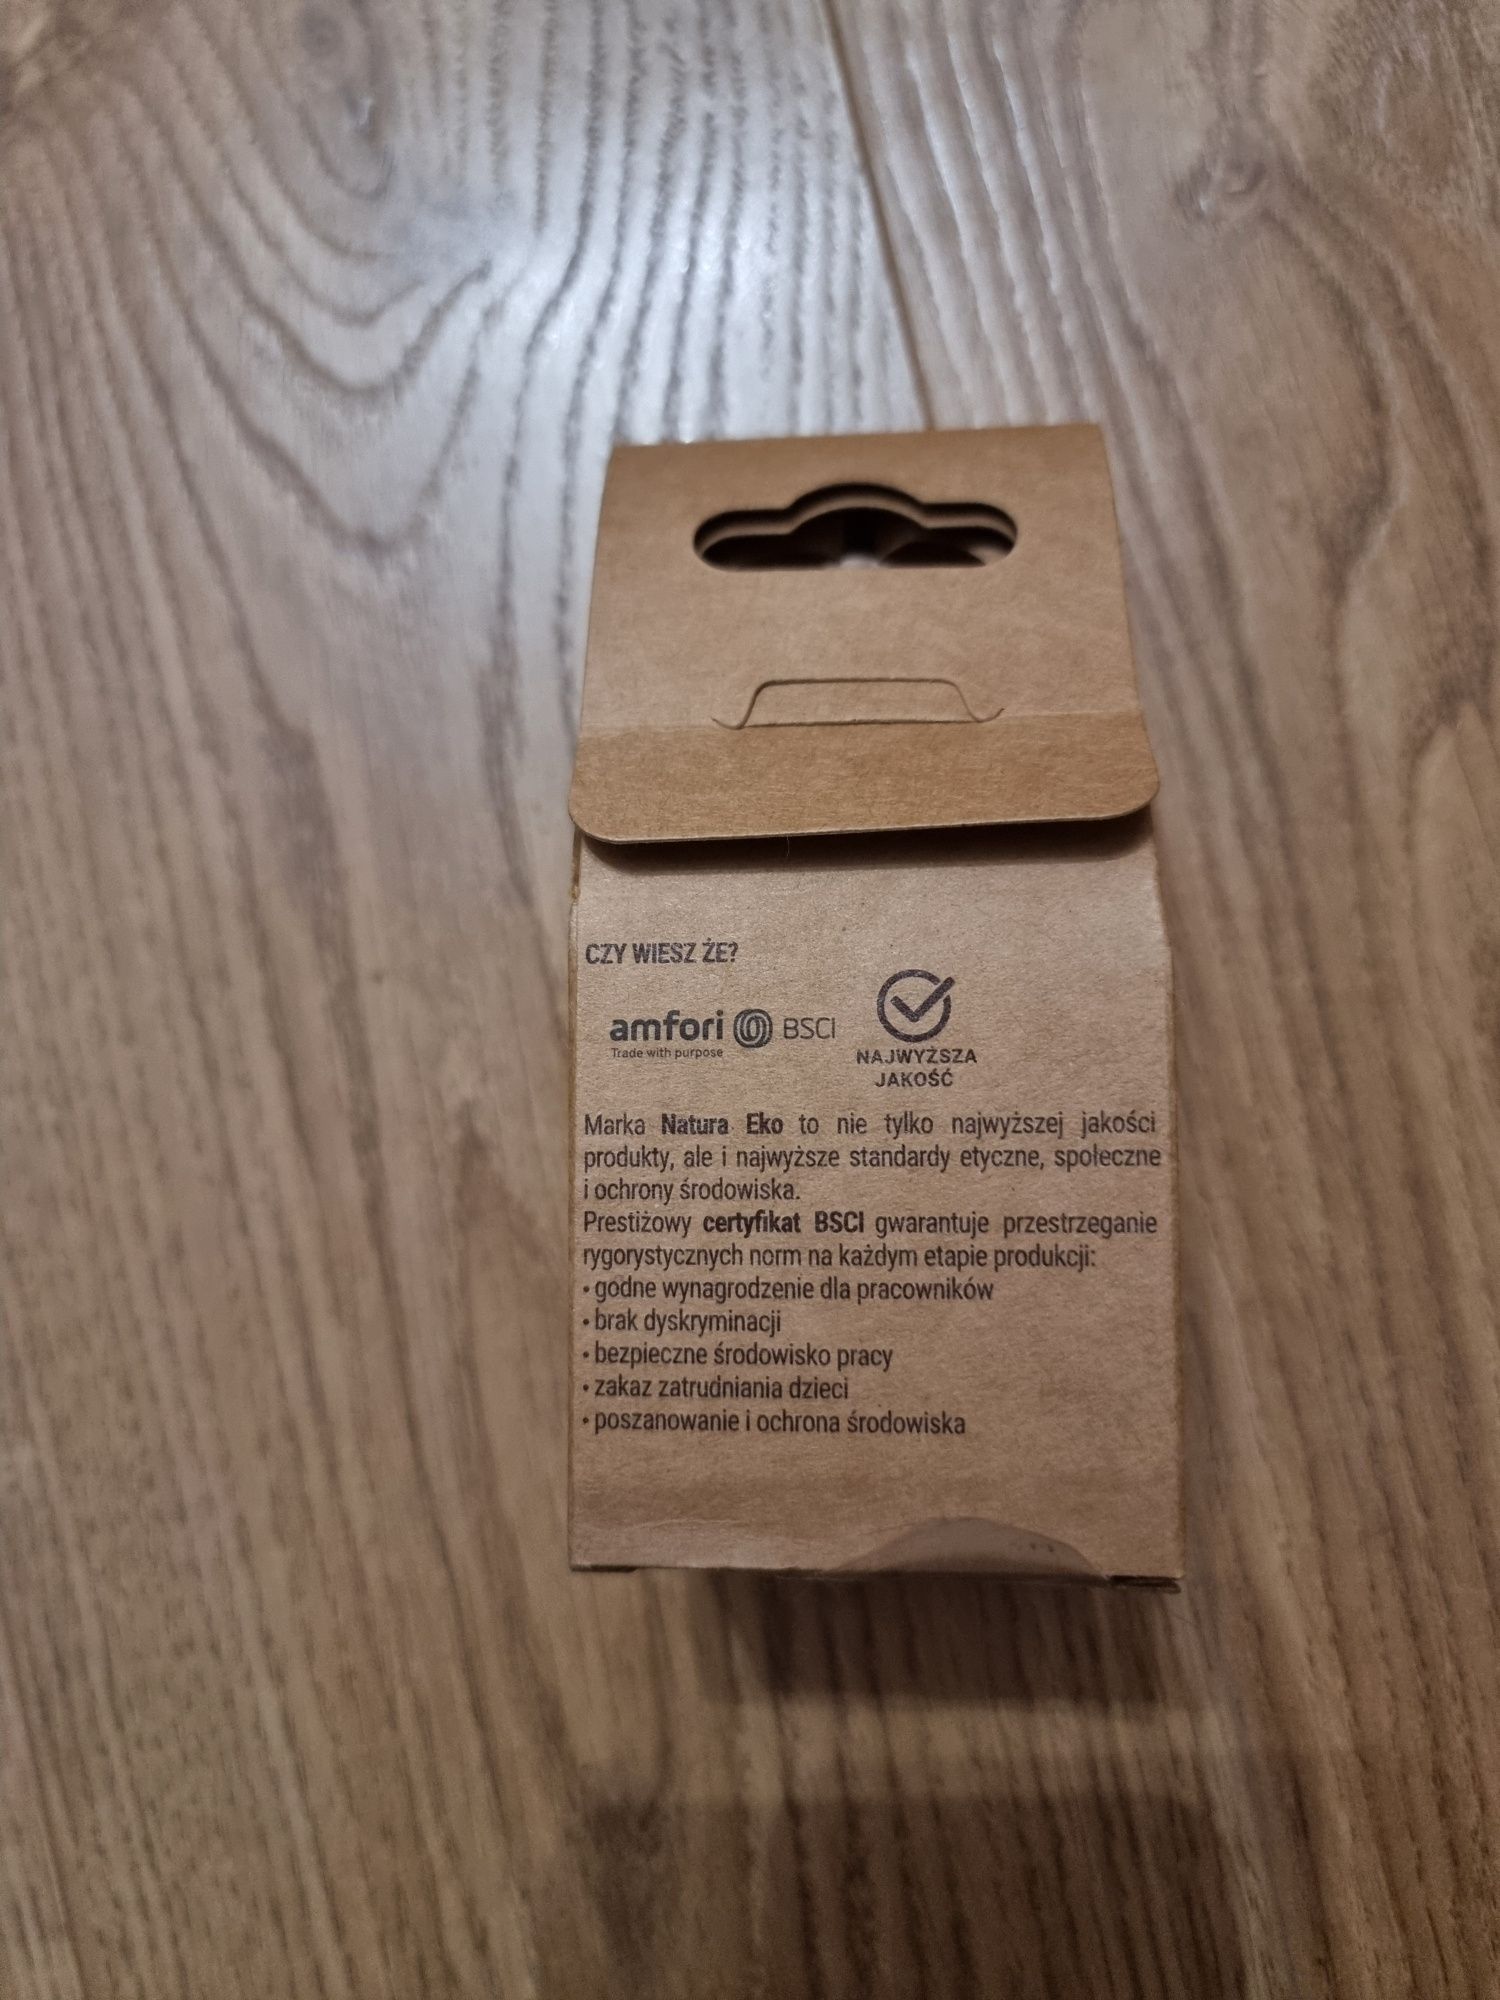 CZY WIESZ ŻE?
amfori BSCI
Trade with purpose
NAJWYŻSZA
JAKOŚĆ
Marka Natura Eko to nie tylko najwyższej jakości
produkty, ale i najwyższe standardy etyczne, społeczne
i ochrony środowiska.
Prestiżowy certyfikat BSCI gwarantuje przestrzeganie
rygorystycznych norm na każdym etapie produkcji:
• godne wynagrodzenie dla pracowników
• brak dyskryminacji
• bezpieczne środowisko pracy
• zakaz zatrudniania dzieci
• poszanowanie i ochrona środowiska